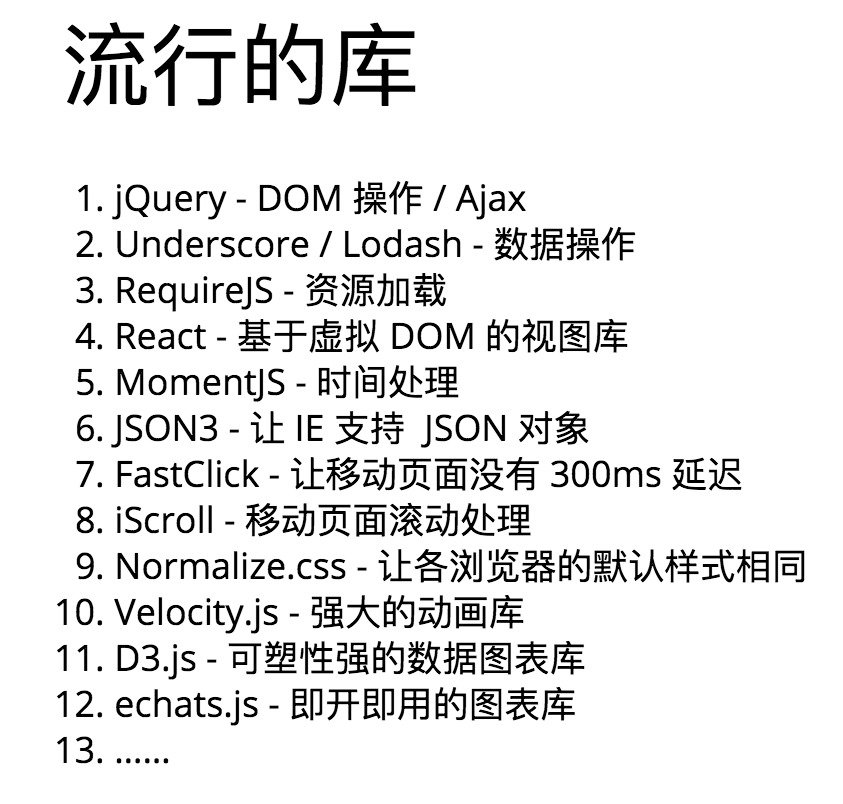 流行的库
1. jQuery - DOM 操作 / Ajax
2. Underscore / Lodash - 数据操作
3. RequireJS - 资源加载
4. React - 基于虚拟 DOM 的视图库
5. MomentJS - 时间处理
6. JSON3 - 让 IE 支持  JSON 对象
7. FastClick - 让移动页面没有 300ms 延迟
8. iScroll - 移动页面滚动处理
9. Normalize.css - 让各浏览器的默认样式相同
10. Velocity.js - 强大的动画库
11. D3.js - 可塑性强的数据图表库
12. echats.js - 即开即用的图表库
13. ......